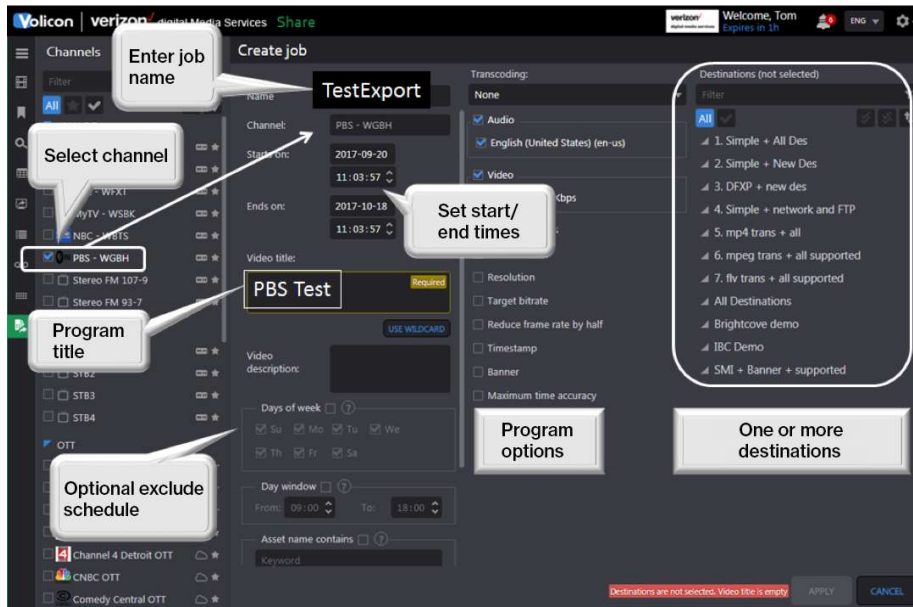 Volicon | verizon✓ digital Media Services Share
verizon✓
digital media services
Welcome, Tom
Expires in 1h
ENG
Channels
Create job
Enter job name
Filter
All
Name
TestExport
Channel:
PBS - WGBH
Starts on:
2017-09-20
11:03:57
Ends on:
2017-10-18
11:03:57
Select channel
WFXT
MyTV - WSBK
NBC - WBTS
PBS - WGBH
Stereo FM 107-9
Stereo FM 93-7
Set start/
end times
Video title:
PBS Test
Required
USE WILDCARD
Program
title
Video
description:
STB2
STB3
STB4
OTT
Days of week
Su Mo Tu We
Th Fr Sa
Optional exclude
schedule
Day window
From: 09:00 To: 18:00
Asset name contains
Keyword
Channel 4 Detroit OTT
CNBC OTT
Comedy Central OTT
Transcoding:
None
Audio
English (United States) (en-us)
Video
Kbps
Resolution
Target bitrate
Reduce frame rate by half
Timestamp
Banner
Maximum time accuracy
Program
options
Destinations (not selected)
Filter
All
1. Simple + All Des
2. Simple + New Des
3. DFXP + new des
4. Simple + network and FTP
5. mp4 trans + all
6. mpeg trans + all supported
7. flv trans + all supported
All Destinations
Brightcove demo
IBC Demo
SMI + Banner + supported
One or more
destinations
Destinations are not selected. Video title is empty
APPLY
CANCEL